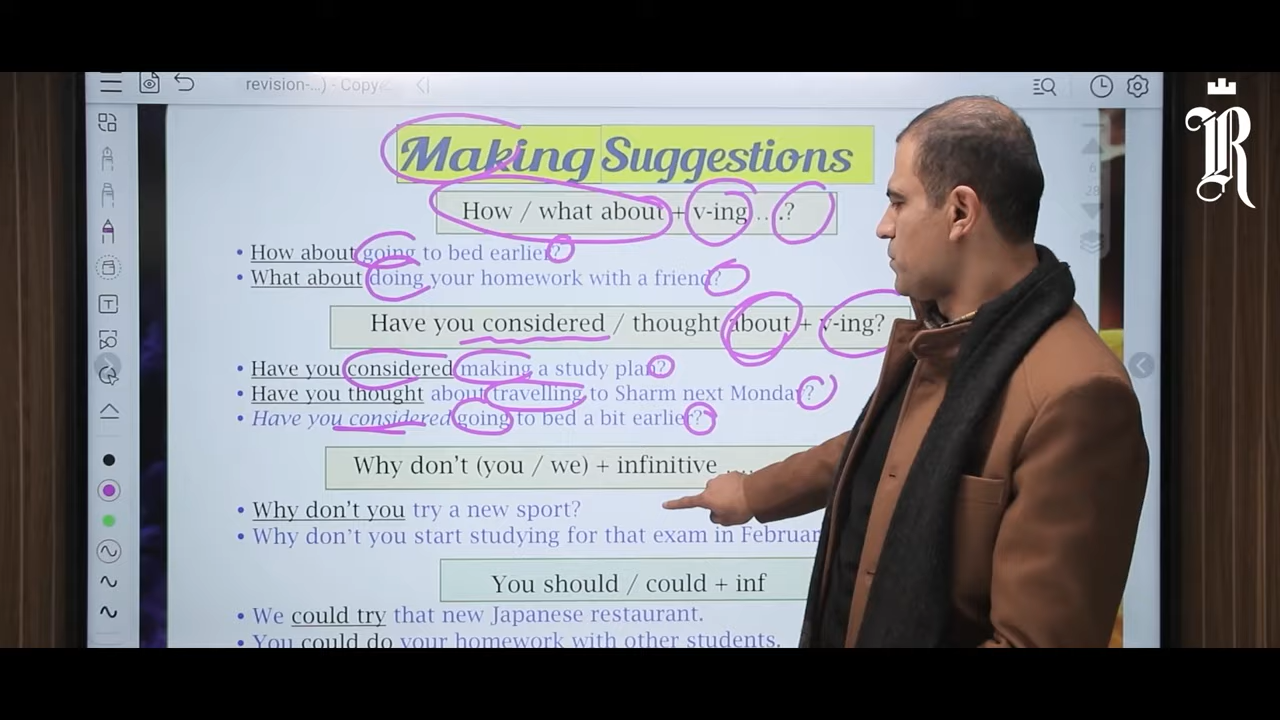 revision-...) - Copy
Making Suggestions
How / what about + v-ing ….?
• How about going to bed earlier?
• What about doing your homework with a friend?
Have you considered / thought about + v-ing?
• Have you considered making a study plan?
• Have you thought about travelling to Sharm next Monday?
• Have you considered going to bed a bit earlier?
Why don't (you / we) + infinitive ….
• Why don't you try a new sport?
• Why don't you start studying for that exam in Februar
You should / could + inf
• We could try that new Japanese restaurant.
• You could do your homework with other students.
R